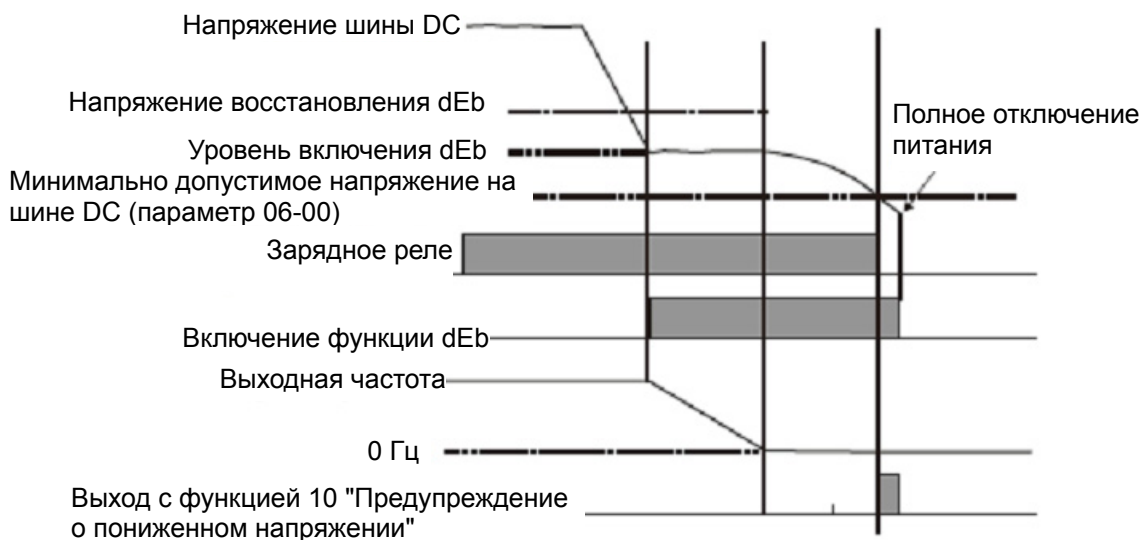 Напряжение шины DC
Напряжение восстановления dEb
Полное отключение
питания
Уровень включения dEb
Минимально допустимое напряжение на
шине DC (параметр 06-00)
Зарядное реле
Включение функции dEb
Выходная частота
0 Гц
Выход с функцией 10 "Предупреждение
о пониженном напряжении"